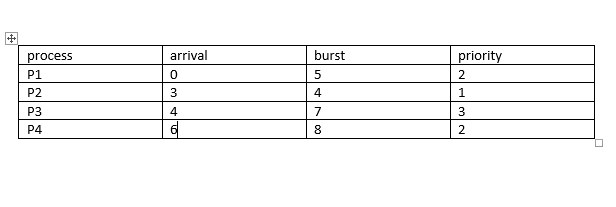 process arrival burst priority
P1 0 5 2
P2 3 4 1
P3 4 7 3
P4 6 8 2